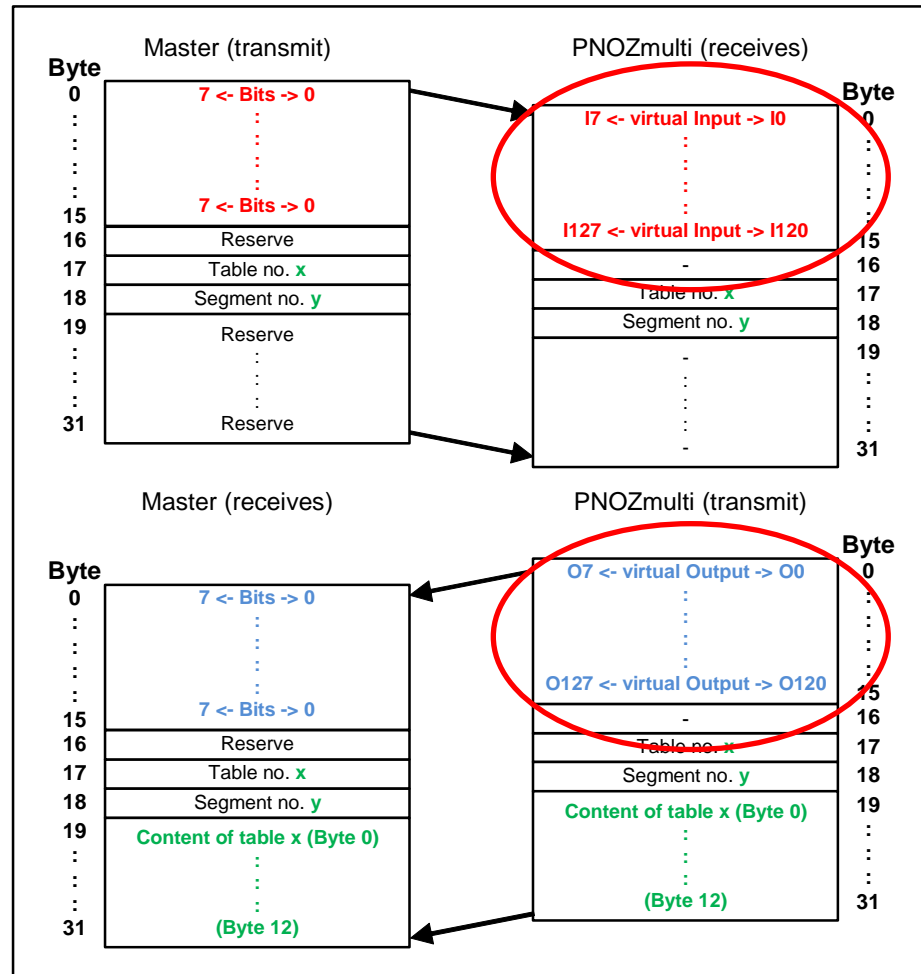 Master (transmit)
Byte
0
:
:
:
:
15
16
17
18
19
:
:
:
31
7 <- Bits -> 0
:
:
:
:
7 <- Bits -> 0
Reserve
Table no. x
Segment no. y
Reserve
:
:
:
Reserve
PNOZmulti (receives)
I7 <- virtual Input -> I0
:
:
:
:
I127 <- virtual Input -> I120
-
Table no. x
Segment no. y
-
:
:
:
-
Byte
0
:
:
:
:
15
16
17
18
19
:
:
:
31
Master (receives)
Byte
0
:
:
:
:
15
16
17
18
19
:
:
:
31
7 <- Bits -> 0
:
:
:
:
7 <- Bits -> 0
Reserve
Table no. x
Segment no. y
Content of table x (Byte 0)
:
:
:
(Byte 12)
PNOZmulti (transmit)
O7 <- virtual Output -> O0
:
:
:
:
O127 <- virtual Output -> O120
-
Table no. x
Segment no. y
Content of table x (Byte 0)
:
:
:
(Byte 12)
Byte
0
:
:
:
:
15
16
17
18
19
:
:
:
31